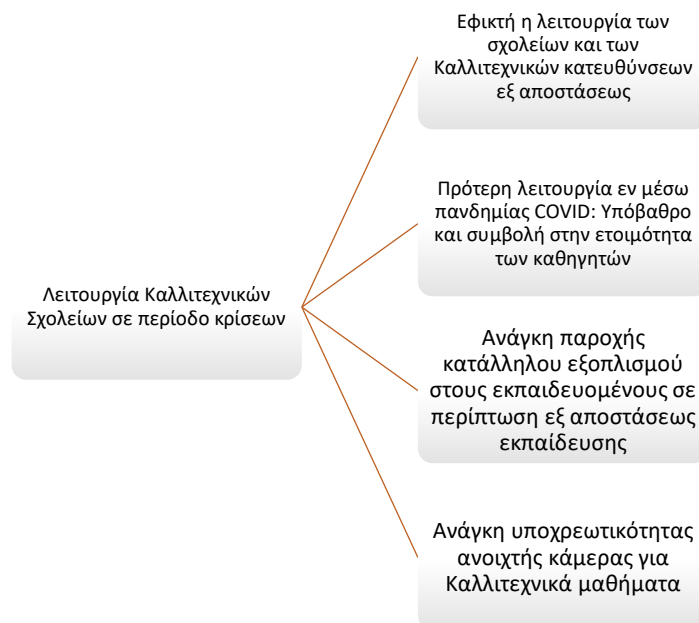 Εφικτή η λειτουργία των
σχολείων και των
Καλλιτεχνικών κατευθύνσεων
εξ αποστάσεως
Πρότερη λειτουργία εν μέσω
πανδημίας COVID: Υπόβαθρο
και συμβολή στην ετοιμότητα
των καθηγητών
Λειτουργία Καλλιτεχνικών
Σχολείων σε περίοδο κρίσεων
Ανάγκη παροχής
κατάλληλου εξοπλισμού
στους εκπαιδευομένους σε
περίπτωση εξ αποστάσεως
εκπαίδευσης
Ανάγκη υποχρεωτικότητας
ανοιχτής κάμερας για
Καλλιτεχνικά μαθήματα